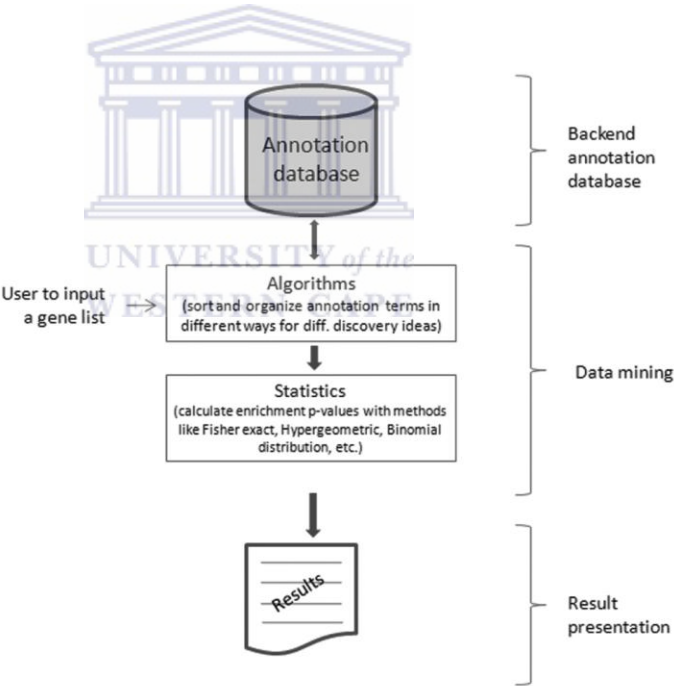 Annotation
database
Backend
annotation
database
UNIVERSITY of the
WESTERN CAPE
User to input
a gene list
Algorithms
(sort and organize annotation terms in
different ways for diff. discovery ideas)
Statistics
(calculate enrichment p-values with methods
like Fisher exact, Hypergeometric, Binomial
distribution, etc.)
Data mining
Results
Result
presentation